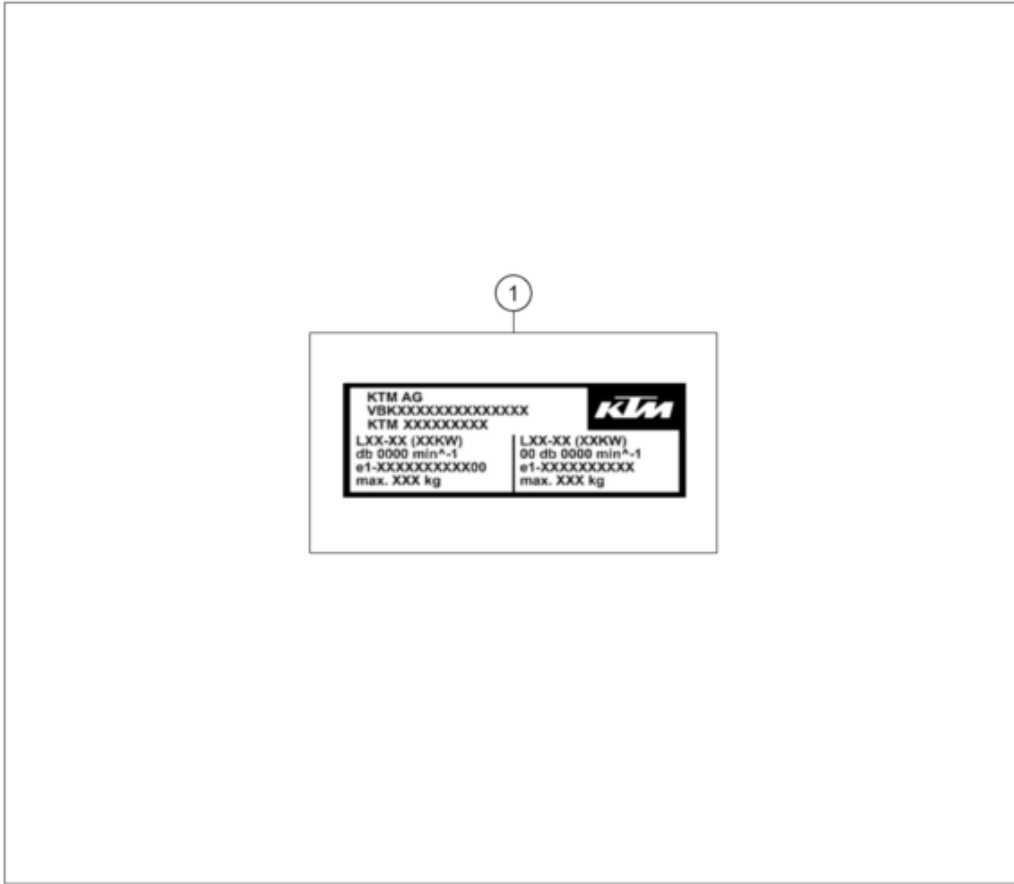 1
KTM AG
VBKXXXXXXXXXXXXXX
KTM XXXXXXXXX
KTM
LXX-XX (XXKW)
db 0000 min^-1
e1-XXXXXXXXXX00
max. XXX kg
LXX-XX (XXKW)
00 db 0000 min^-1
e1-XXXXXXXXXX
max. XXX kg